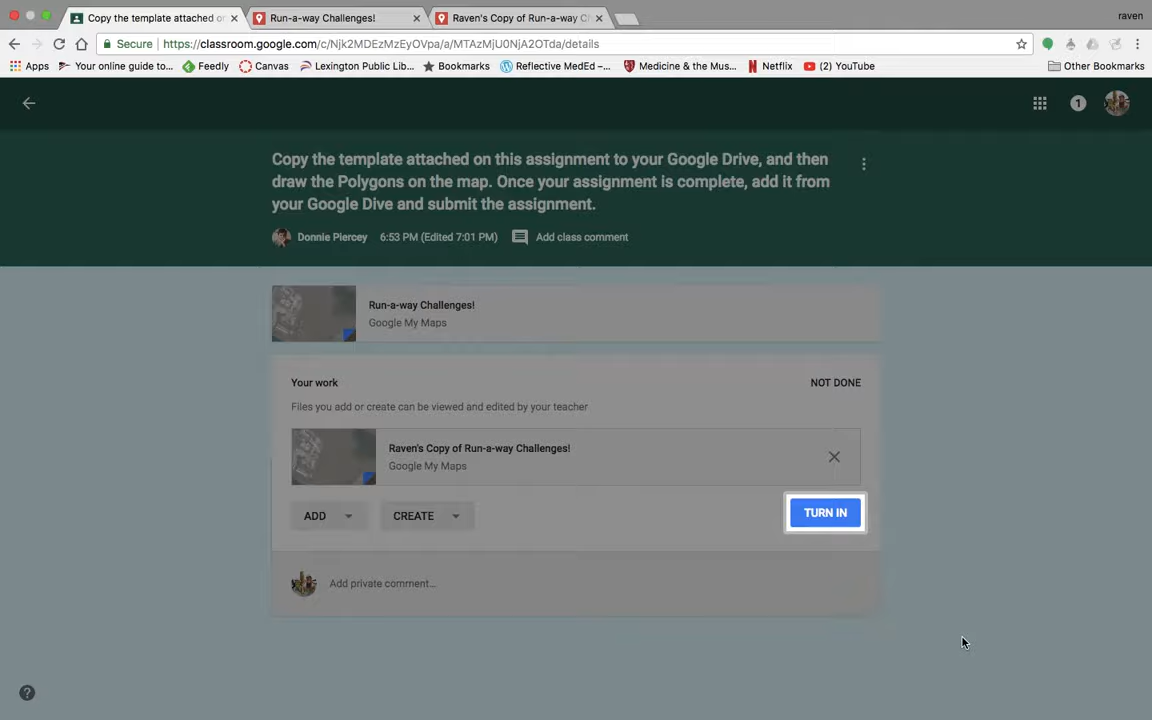 Copy the template attached o
Run-a-way Challenges!
Raven's Copy of Run-a-way C
raven
Secure
https://classroom.google.com/c/Njk2MDEzMzEyOVpa/a/MTAzMjU0NjA2OTda/details
Apps
Your online guide to...
Feedly
Canvas
Lexington Public Lib...
Bookmarks
Reflective MedEd –...
Medicine & the Mus...
Netflix
(2) YouTube
Other Bookmarks
1
Copy the template attached on this assignment to your Google Drive, and then
draw the Polygons on the map. Once your assignment is complete, add it from
your Google Dive and submit the assignment.
Donnie Piercey
6:53 PM (Edited 7:01 PM)
Add class comment
Run-a-way Challenges!
Google My Maps
Your work
NOT DONE
Files you add or create can be viewed and edited by your teacher
Raven's Copy of Run-a-way Challenges!
Google My Maps
ADD
CREATE
TURN IN
Add private comment...
?